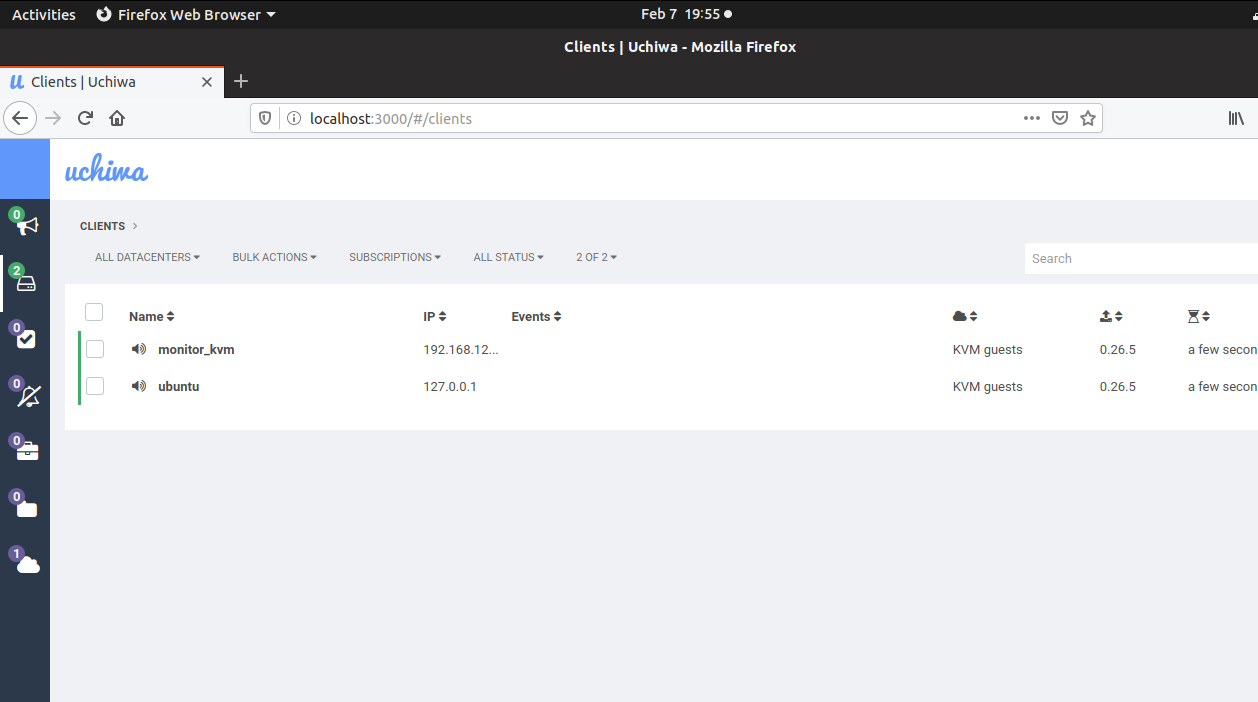 Activities Firefox Web Browser Feb 7 19:55
Clients | Uchiwa - Mozilla Firefox
Clients | Uchiwa
localhost:3000/#/clients
uchiwa
0
2
0
0
0
0
1
CLIENTS
ALL DATACENTERS BULK ACTIONS SUBSCRIPTIONS ALL STATUS 2 OF 2 Search
Name IP Events
monitor_kvm 192.168.12... KVM guests 0.26.5 a few secon
ubuntu 127.0.0.1 KVM guests 0.26.5 a few secon